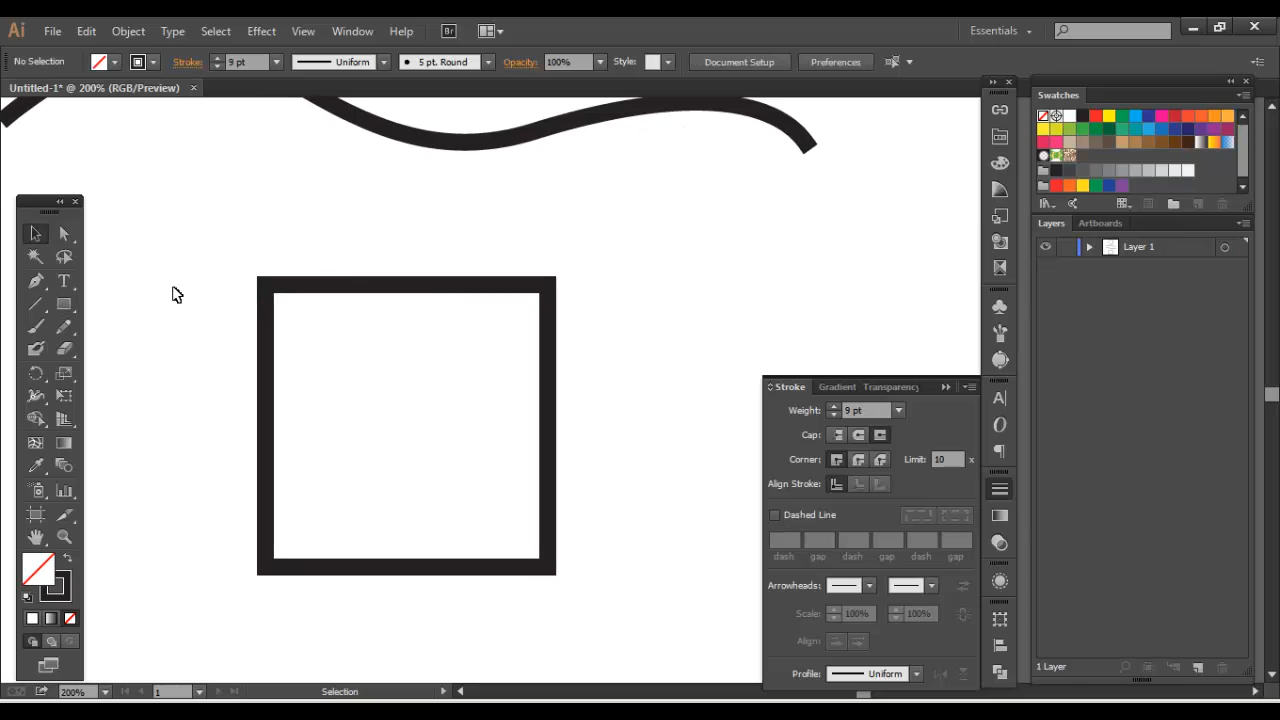 Ai File Edit Object Type Select Effect View Window Help Br Essentials
No Selection Stroke: 9 pt Uniform 5 pt. Round Opacity: 100% Style: Document Setup Preferences
Untitled-1* @ 200% (RGB/Preview) ×
Swatches
Layers Artboards
Layer 1
Stroke Gradient Transparency
Weight: 9 pt
Cap:
Corner: Limit: 10 x
Align Stroke:
Dashed Line
dash gap dash gap dash gap
Arrowheads:
Scale: 100% 100%
Align:
Profile: Uniform
1 Layer
200% 1 Selection